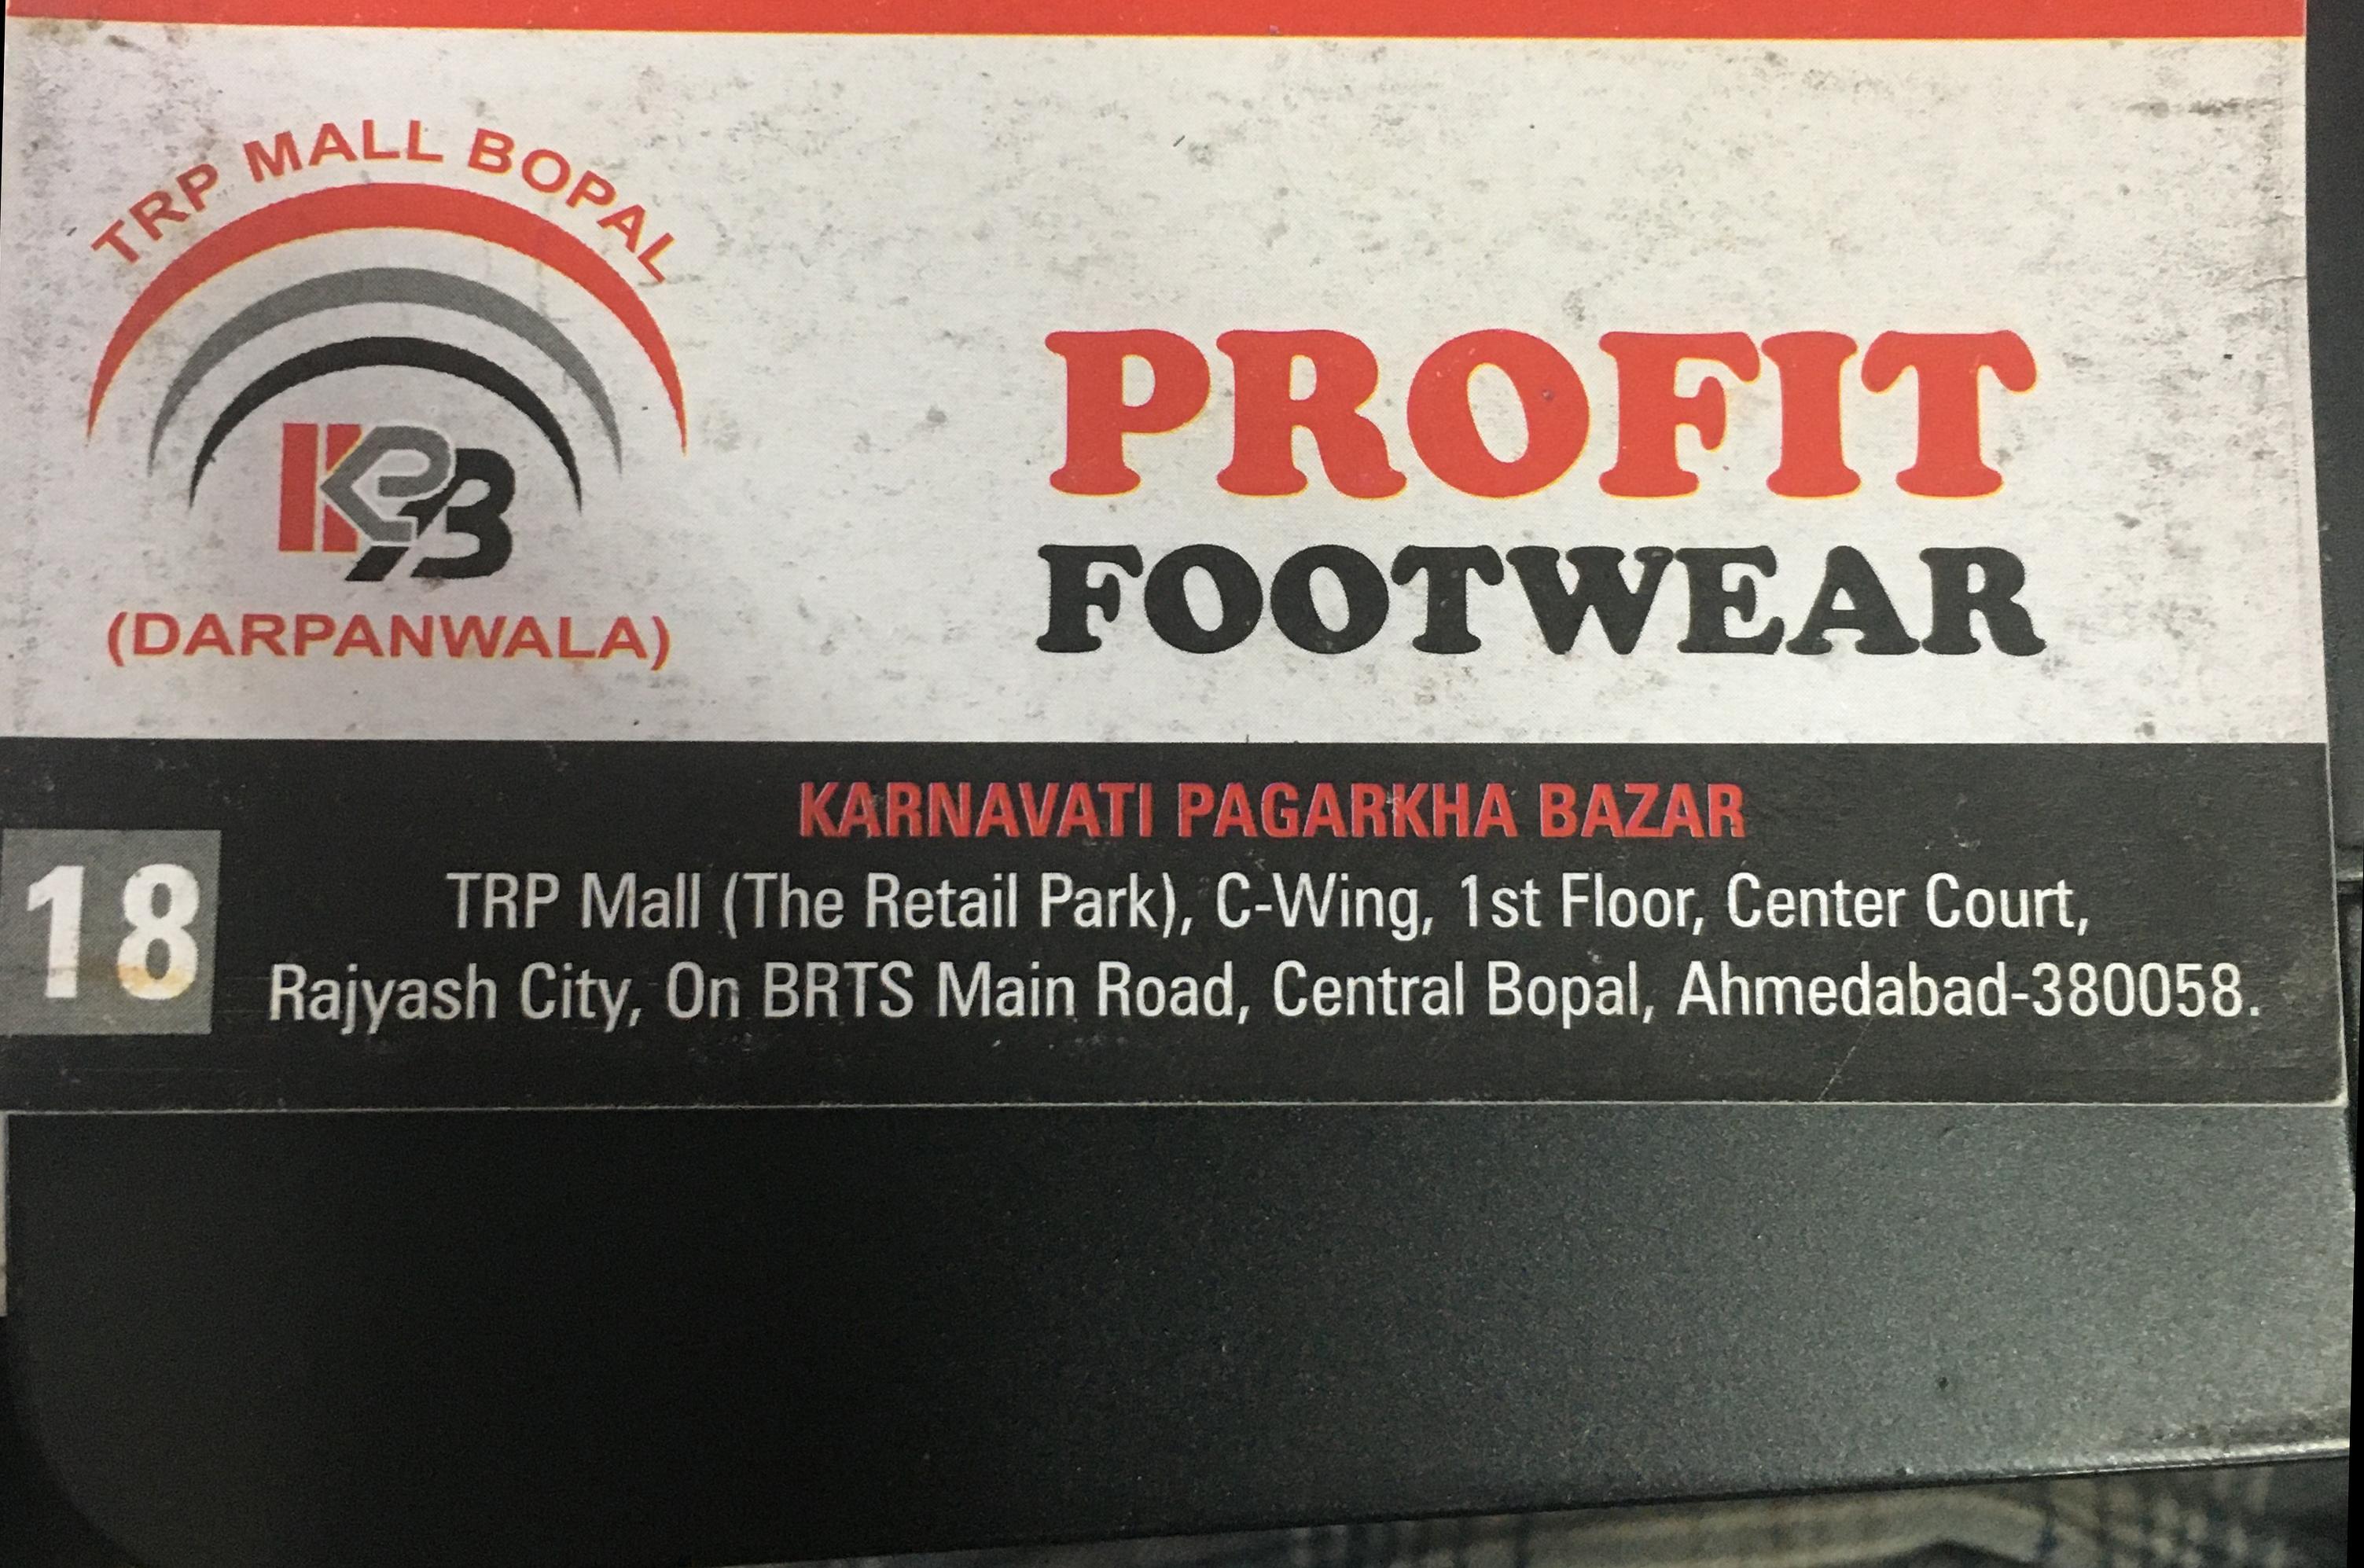 TRP MALL BOPAL
KPB
(DARPANWALA)
PROFIT
FOOTWEAR
KARNAVATI PAGARKHA BAZAR
18
TRP Mall (The Retail Park), C-Wing, 1st Floor, Center Court,
Rajyash City, On BRTS Main Road, Central Bopal, Ahmedabad-380058.